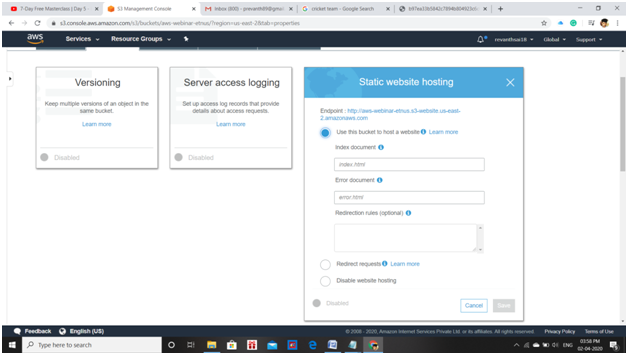 7-Day Free Masterclass | Day 5 -
S3 Management Console
Inbox (800) - prevanthi99@gmai
cricket team - Google Search
s3.console.aws.amazon.com/s3/buckets/aws-webinar-etnus/?region=us-east-2&tab=properties
aws
Services
Resource Groups
revanthsai18
Global
Support
Versioning
Keep multiple versions of an object in the
same bucket.
Learn more
Disabled
Server access logging
Set up access log records that provide
details about access requests.
Learn more
Disabled
Static website hosting
Endpoint : http://aws-webinar-etnus.s3-website.us-east-
2.amazonaws.com
Use this bucket to host a website Learn more
Index document
index.html
Error document
error.html
Redirection rules (optional)
Redirect requests Learn more
Disable website hosting
Disabled
Cancel
Save
Feedback
English (US)
© 2008 - 2020, Amazon Internet Services Private Ltd. or its affiliates. All rights reserved.
Privacy Policy
Terms of Use
Type here to search
ENG
03:58 PM
02-04-2020